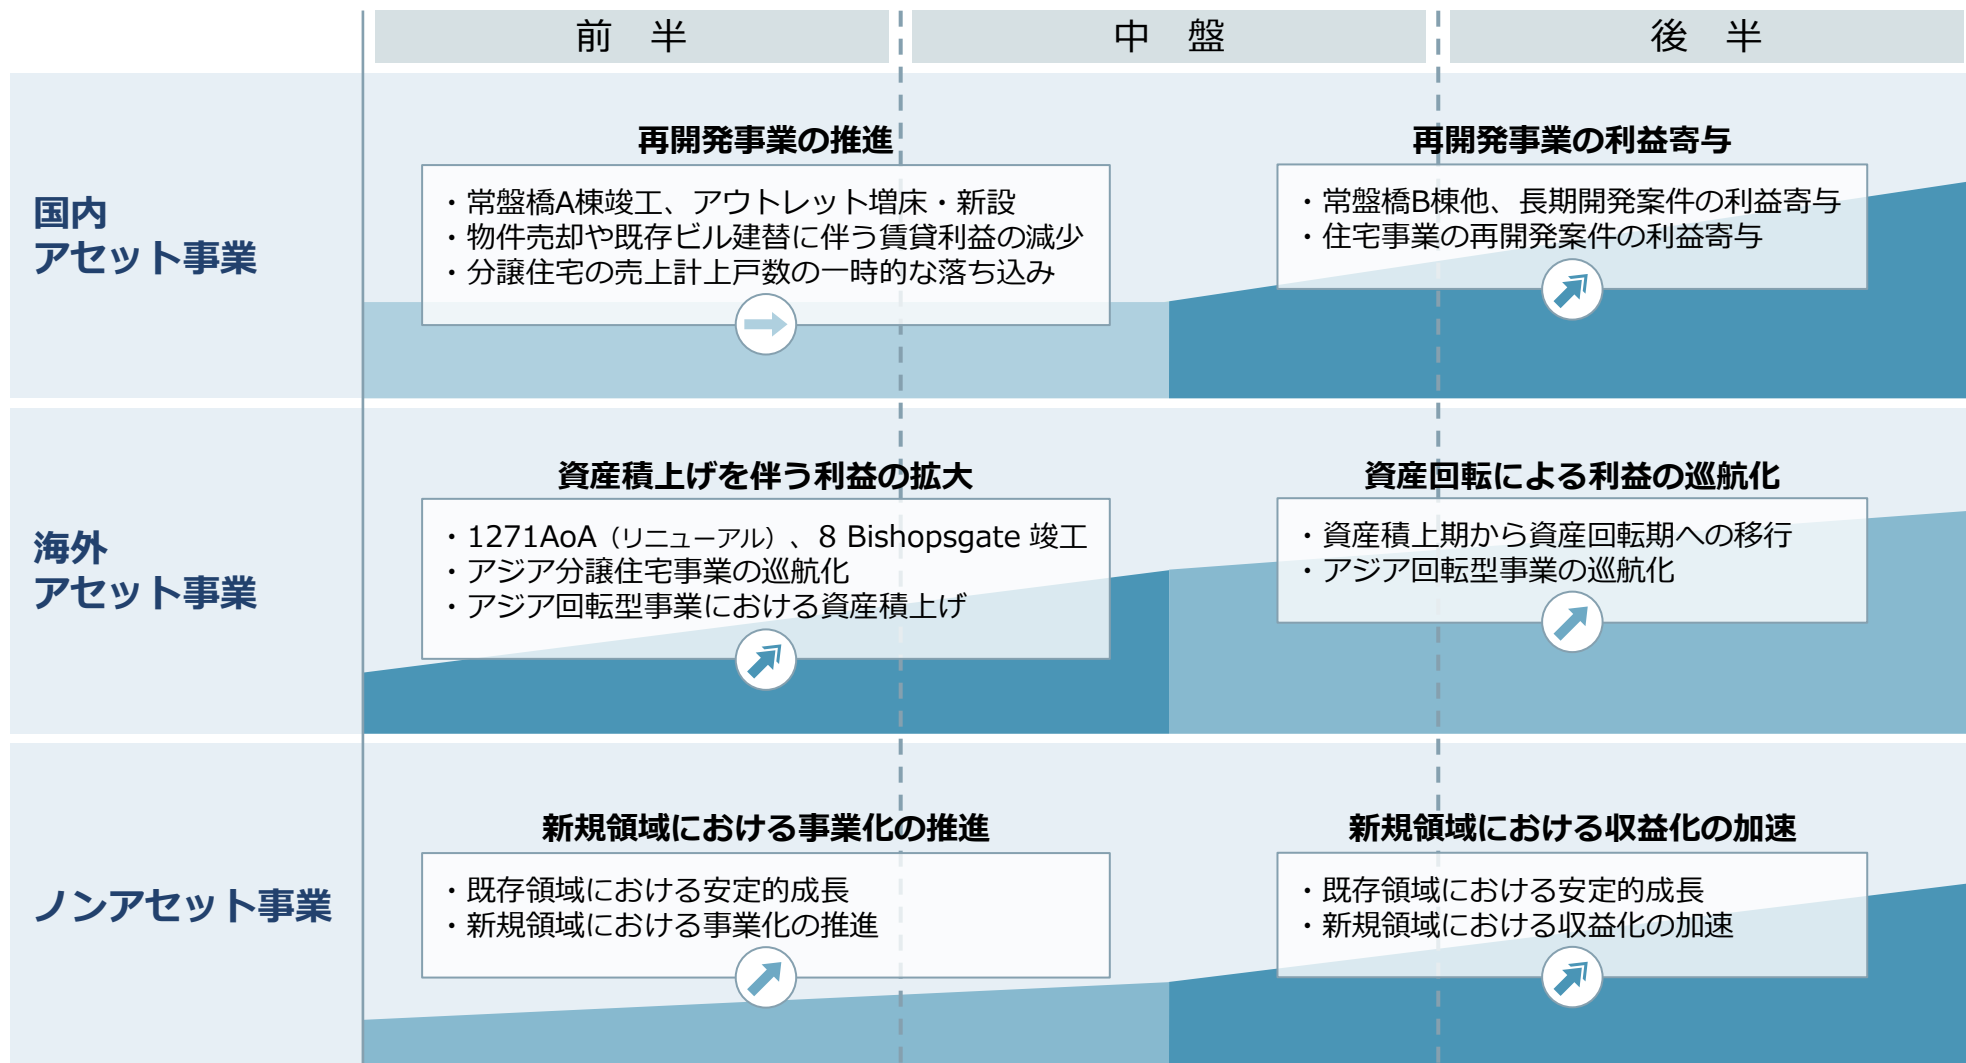 前 半
中 盤
後 半
国内
アセット事業
再開発事業の推進
・常盤橋A棟竣工、アウトレット増床・新設
・物件売却や既存ビル建替に伴う賃貸利益の減少
・分譲住宅の売上計上戸数の一時的な落ち込み
再開発事業の利益寄与
・常盤橋B棟他、長期開発案件の利益寄与
・住宅事業の再開発案件の利益寄与
海外
アセット事業
資産積上げを伴う利益の拡大
・1271AoA（リニューアル）、8 Bishopsgate 竣工
・アジア分譲住宅事業の巡航化
・アジア回転型事業における資産積上げ
資産回転による利益の巡航化
・資産積上期から資産回転期への移行
・アジア回転型事業の巡航化
ノンアセット事業
新規領域における事業化の推進
・既存領域における安定的成長
・新規領域における事業化の推進
新規領域における収益化の加速
・既存領域における安定的成長
・新規領域における収益化の加速